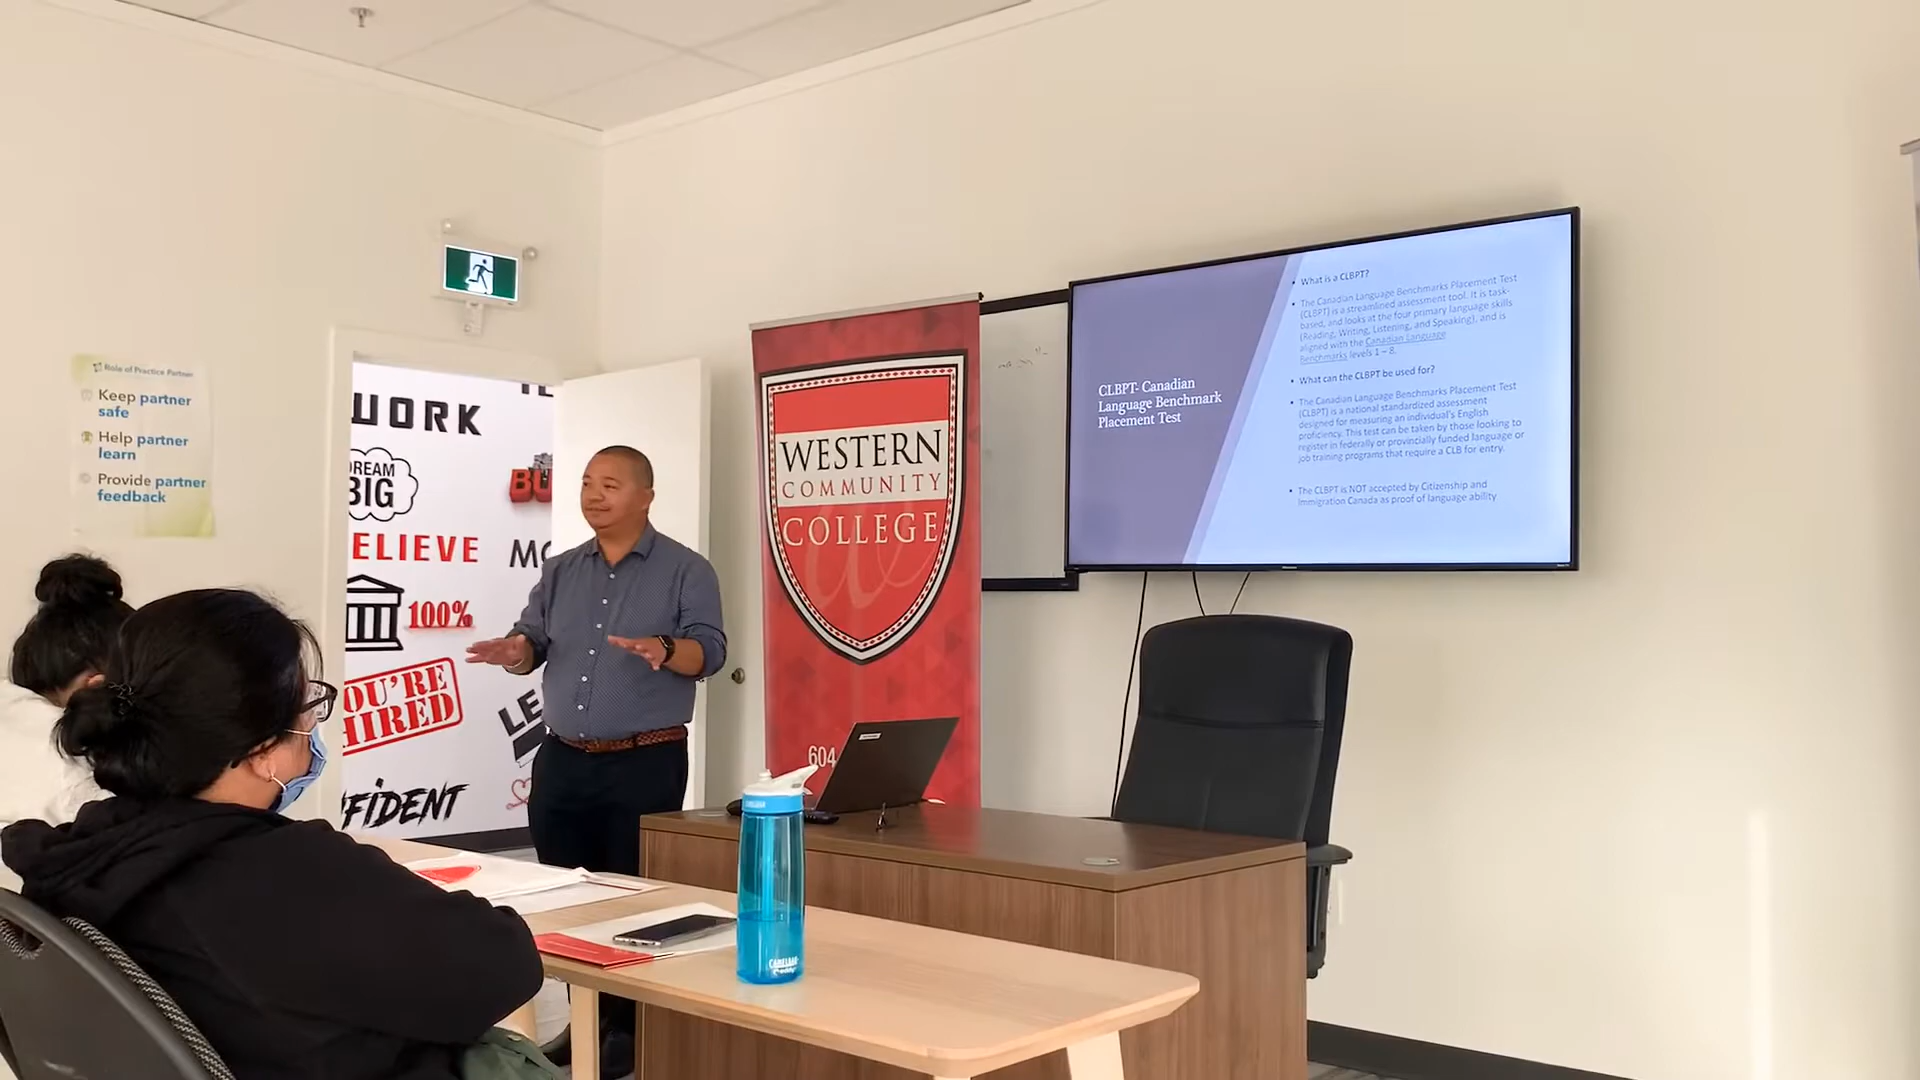 Role of Practice Partner
Keep partner
safe
Help partner
learn
Provide partner
feedback
WORK
DREAM
BIG
ELIEVE
100%
YOU'RE
HIRED
FIDENT
WESTERN
COMMUNITY
COLLEGE
604
CLBPT- Canadian
Language Benchmark
Placement Test
• What is a CLBPT?
• The Canadian Language Benchmarks Placement Test
(CLBPT) is a streamlined assessment tool. It is task-
based, and looks at the four primary language skills
(Reading, Writing, Listening, and Speaking), and is
aligned with the Canadian Language
Benchmarks levels 1 – 8.
• What can the CLBPT be used for?
• The Canadian Language Benchmarks Placement Test
(CLBPT) is a national standardized assessment
designed for measuring an individual's English
proficiency. This test can be taken by those looking to
register in federally or provincially funded language or
job training programs that require a CLB for entry.
• The CLBPT is NOT accepted by Citizenship and
Immigration Canada as proof of language ability
CAMELBAK
eddy